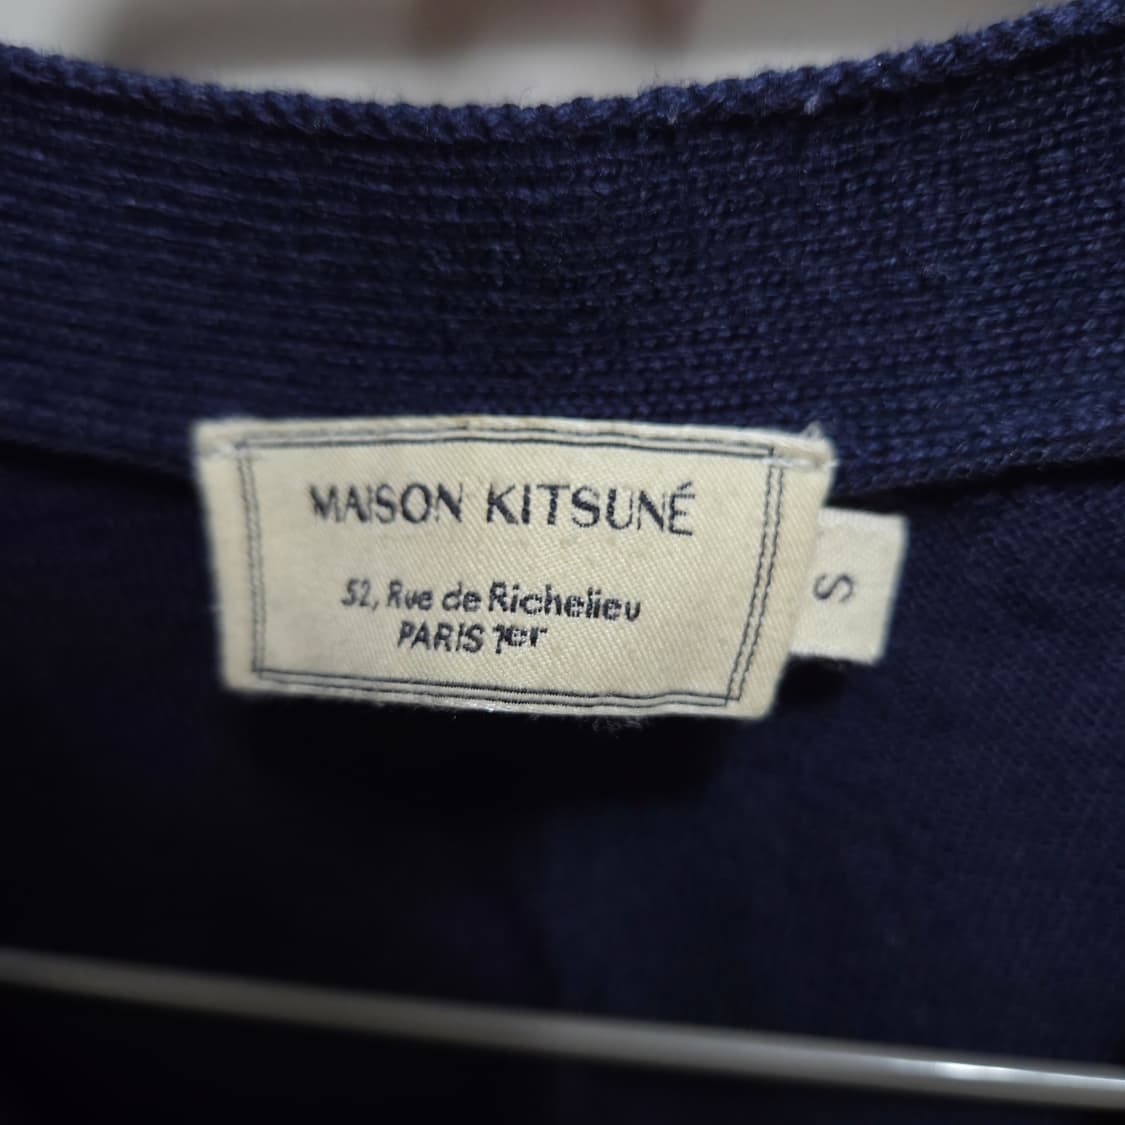 MAISON KITSUNÉ
52, Rue de Richelieu
PARIS 1er
S